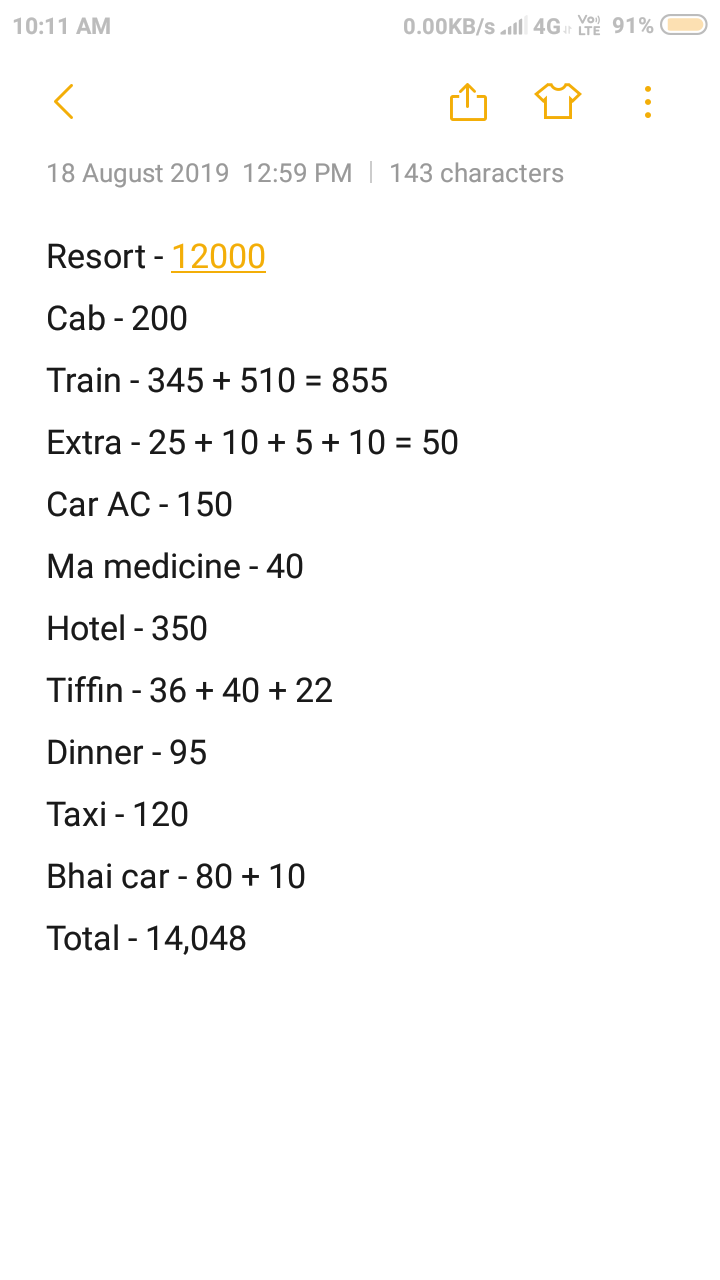 10:11 AM 0.00KB/s 4G VoLTE 91%
18 August 2019 12:59 PM | 143 characters
Resort - 12000
Cab - 200
Train - 345 + 510 = 855
Extra - 25 + 10 + 5 + 10 = 50
Car AC - 150
Ma medicine - 40
Hotel - 350
Tiffin - 36 + 40 + 22
Dinner - 95
Taxi - 120
Bhai car - 80 + 10
Total - 14,048